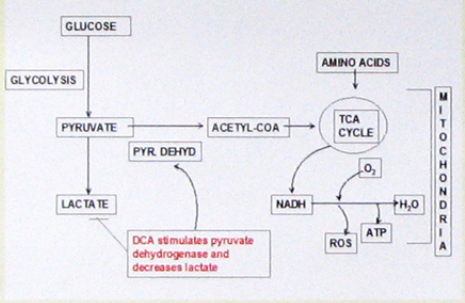 GLUCOSE
GLYCOLYSIS
AMINO ACIDS
PYRUVATE
ACETYL-COA
TCA
CYCLE
PYR. DEHYD
O₂
LACTATE
NADH
H₂O
ROS
ATP
DCA stimulates pyruvate
dehydrogenase and
decreases lactate
MITOCHONDRIA